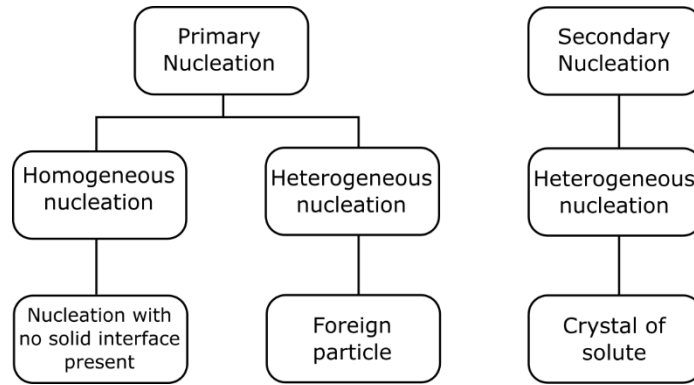 Primary
Nucleation
Secondary
Nucleation
Homogeneous
nucleation
Heterogeneous
nucleation
Heterogeneous
nucleation
Nucleation with
no solid interface
present
Foreign
particle
Crystal of
solute